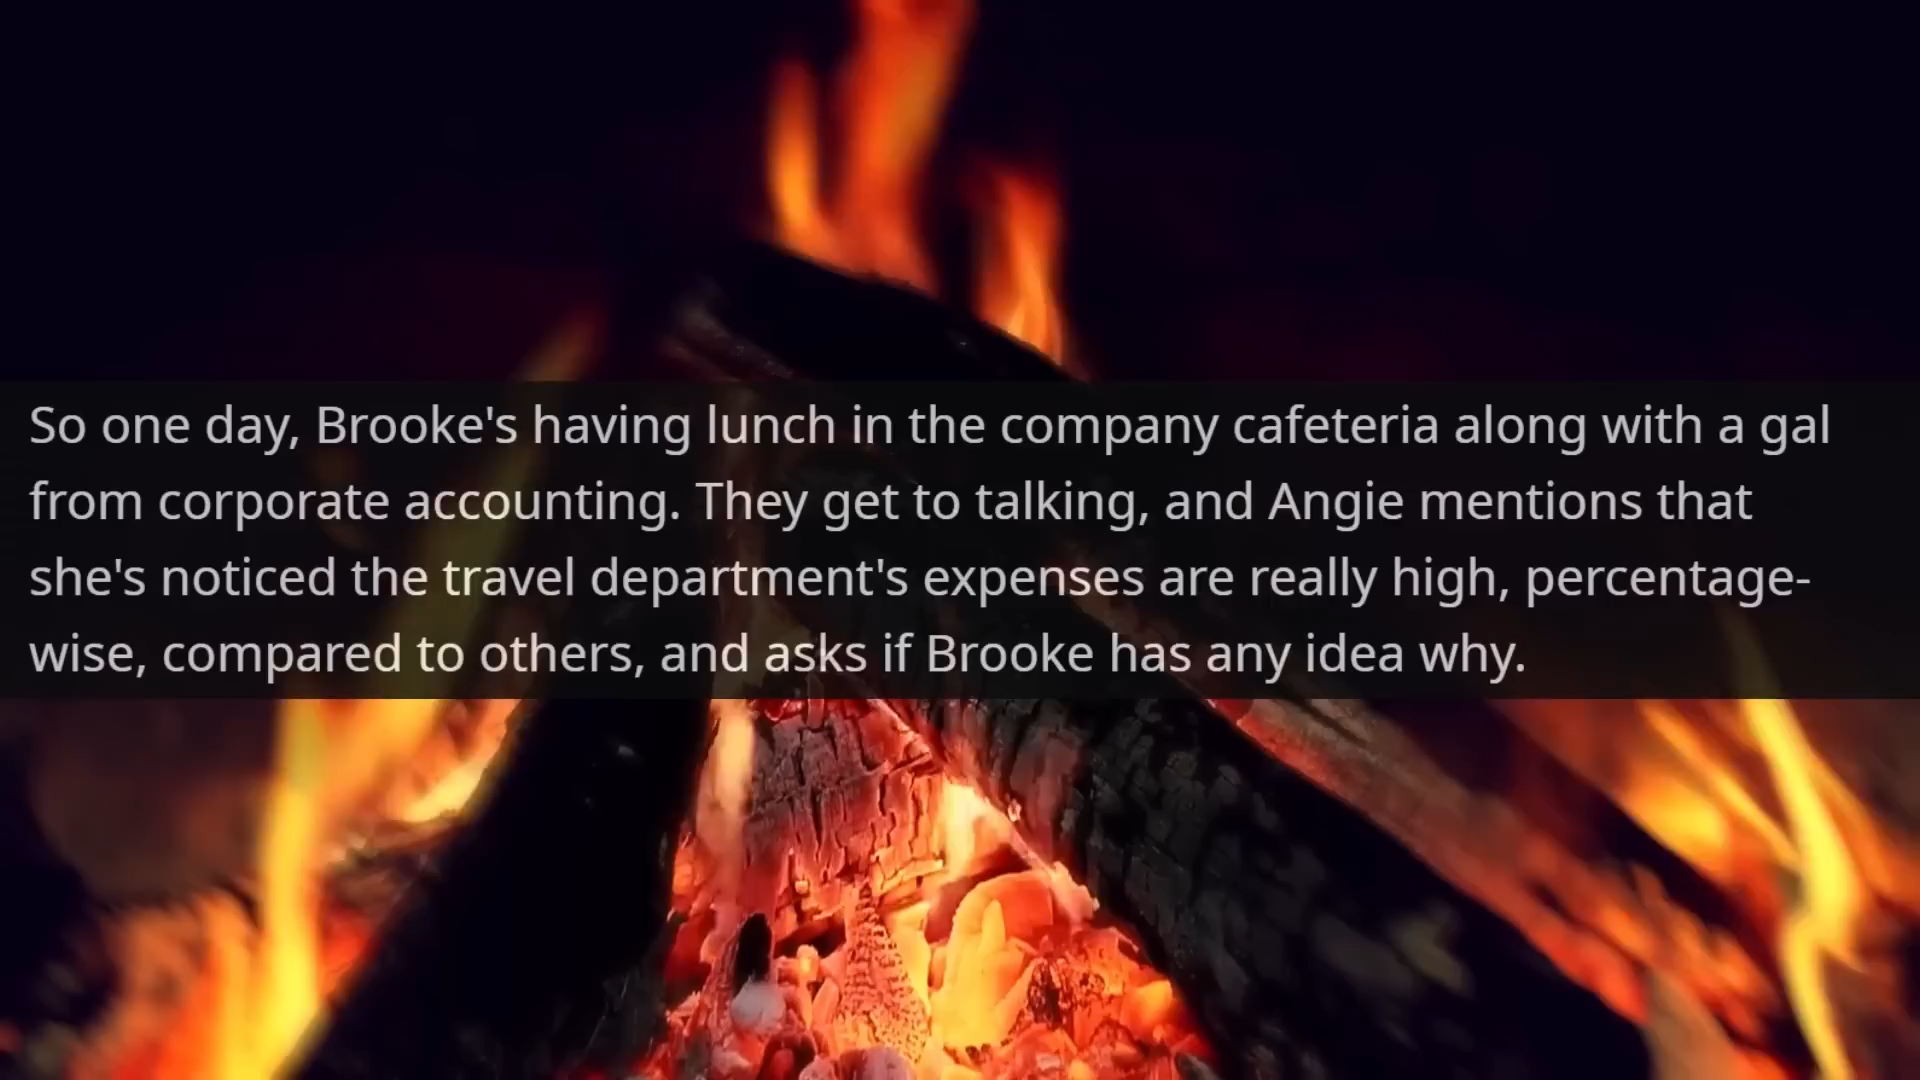 So one day, Brooke's having lunch in the company cafeteria along with a gal
from corporate accounting. They get to talking, and Angie mentions that
she's noticed the travel department's expenses are really high, percentage-
wise, compared to others, and asks if Brooke has any idea why.